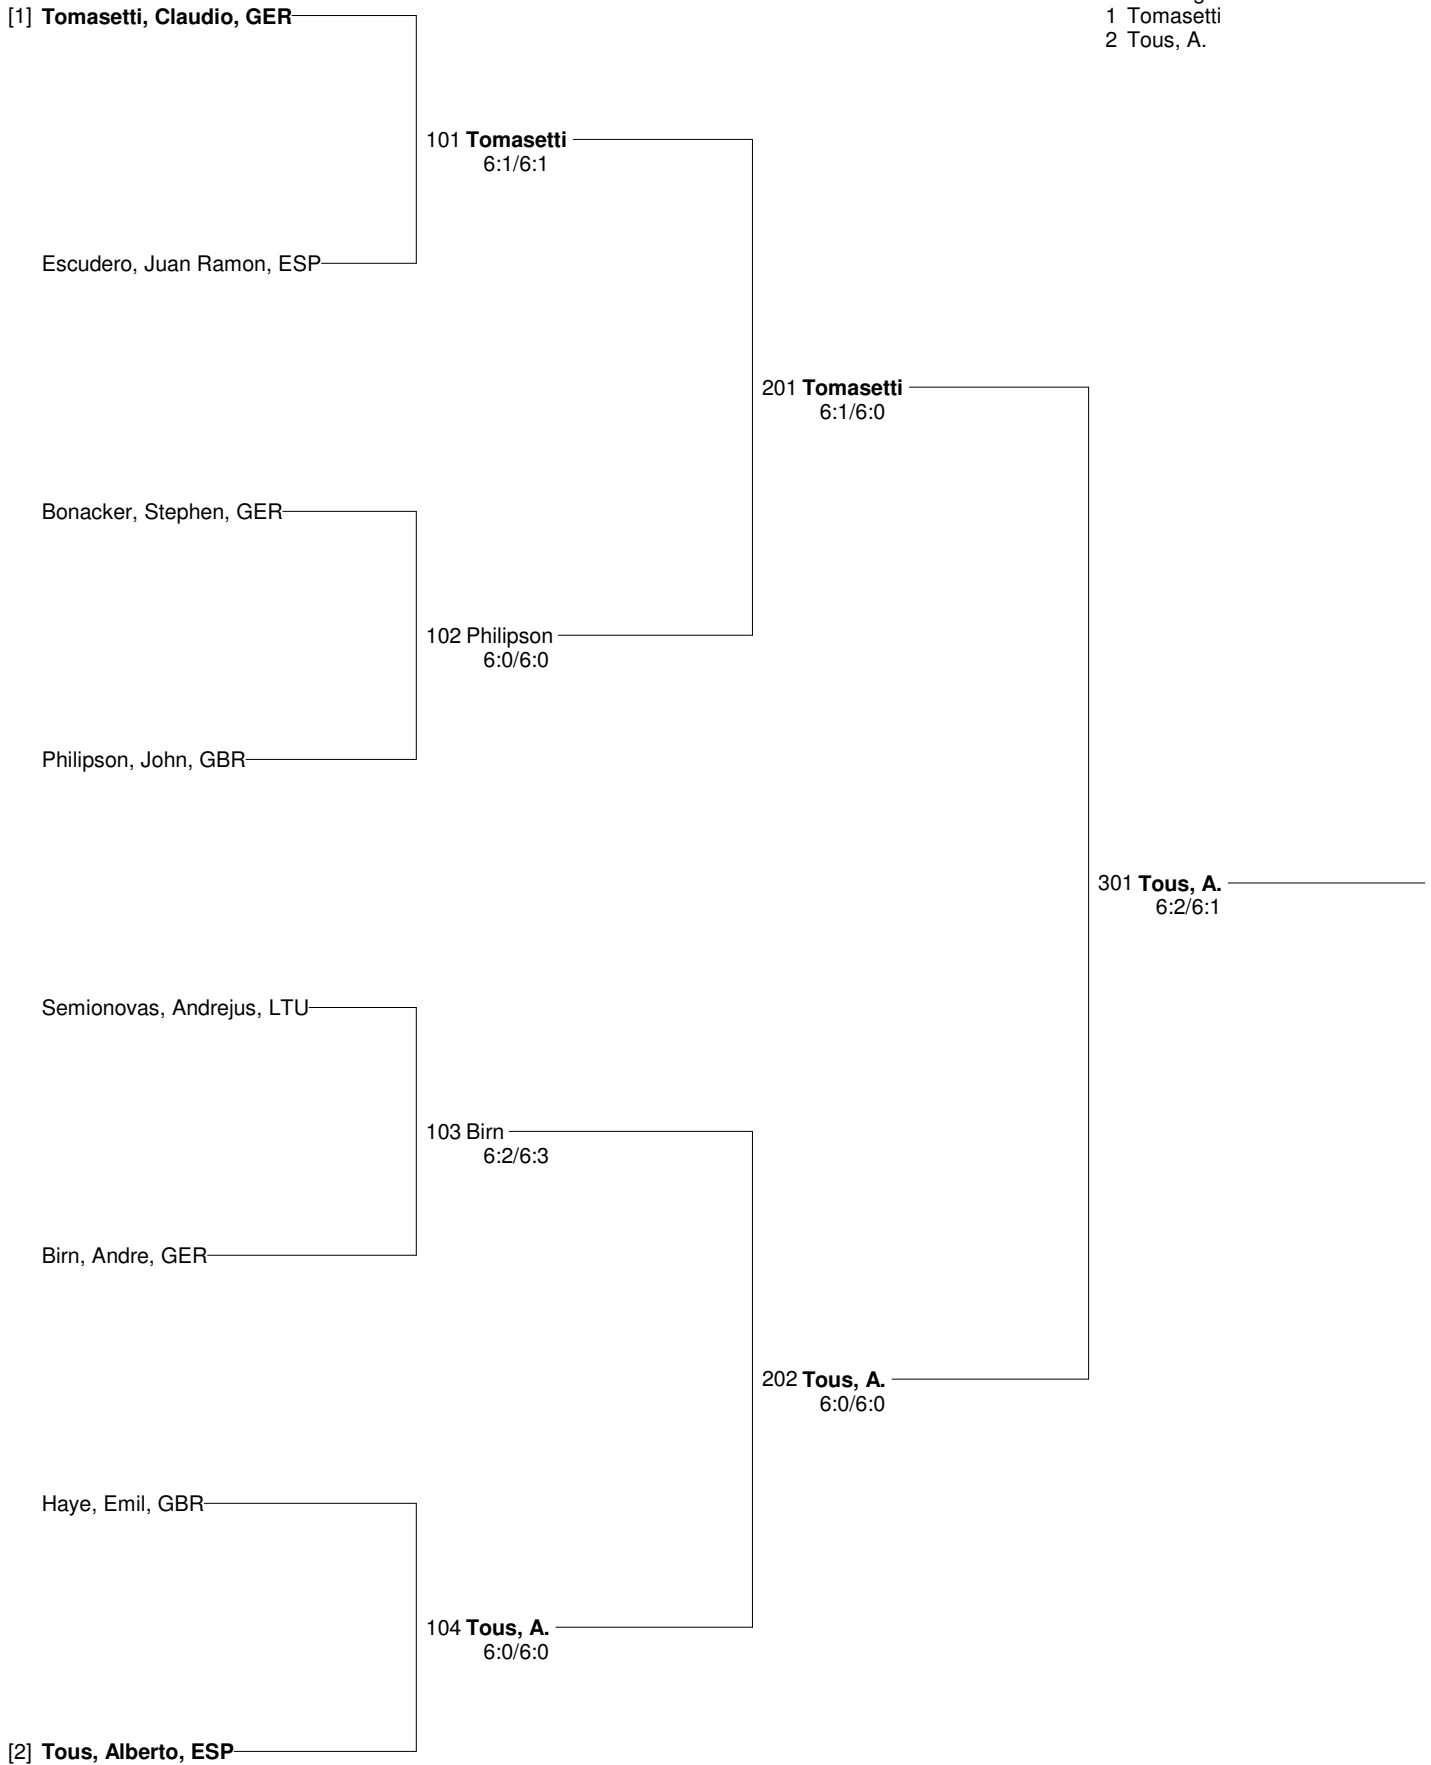 [1] Tomasetti, Claudio, GER
1 Tomasetti
2 Tous, A.
101 Tomasetti
6:1/6:1
Escudero, Juan Ramon, ESP
201 Tomasetti
6:1/6:0
Bonacker, Stephen, GER
102 Philipson
6:0/6:0
Philipson, John, GBR
301 Tous, A.
6:2/6:1
Semionovas, Andrejus, LTU
103 Birn
6:2/6:3
Birn, Andre, GER
202 Tous, A.
6:0/6:0
Haye, Emil, GBR
104 Tous, A.
6:0/6:0
[2] Tous, Alberto, ESP